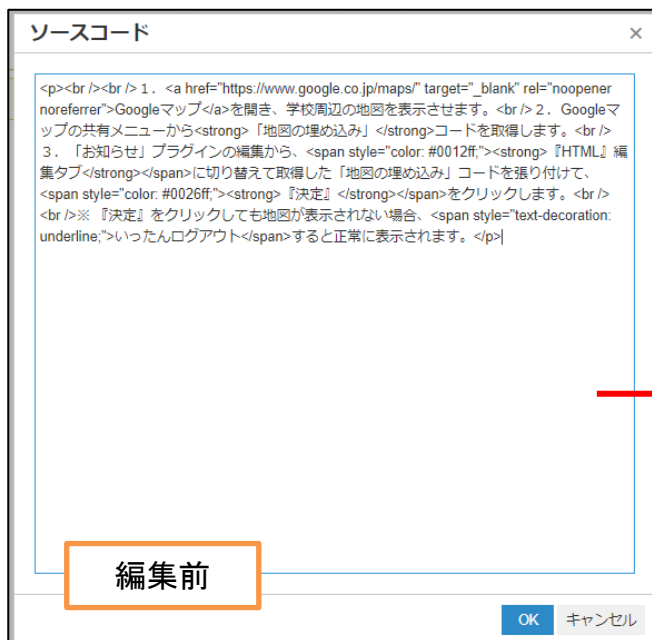 ソースコード
×
<p><br /><br />１．<a href="https://www.google.co.jp/maps/" target="_blank" rel="noopener
noreferrer">Googleマップ</a>を開き、学校周辺の地図を表示させます。<br />２．Googleマ
ップの共有メニューから<strong>「地図の埋め込み」</strong>コードを取得します。<br />
３．「お知らせ」プラグインの編集から、<span style="color: #0012ff;"><strong>『HTML』編
集タブ</strong></span>に切り替えて取得した「地図の埋め込み」コードを張り付けて、
<span style="color: #0026ff;"><strong>『決定』</strong></span>をクリックします。<br />
<br />※ 『決定』をクリックしても地図が表示されない場合、<span style="text-decoration:
underline;">いったんログアウト</span>すると正常に表示されます。</p>
編集前
OK キャンセル